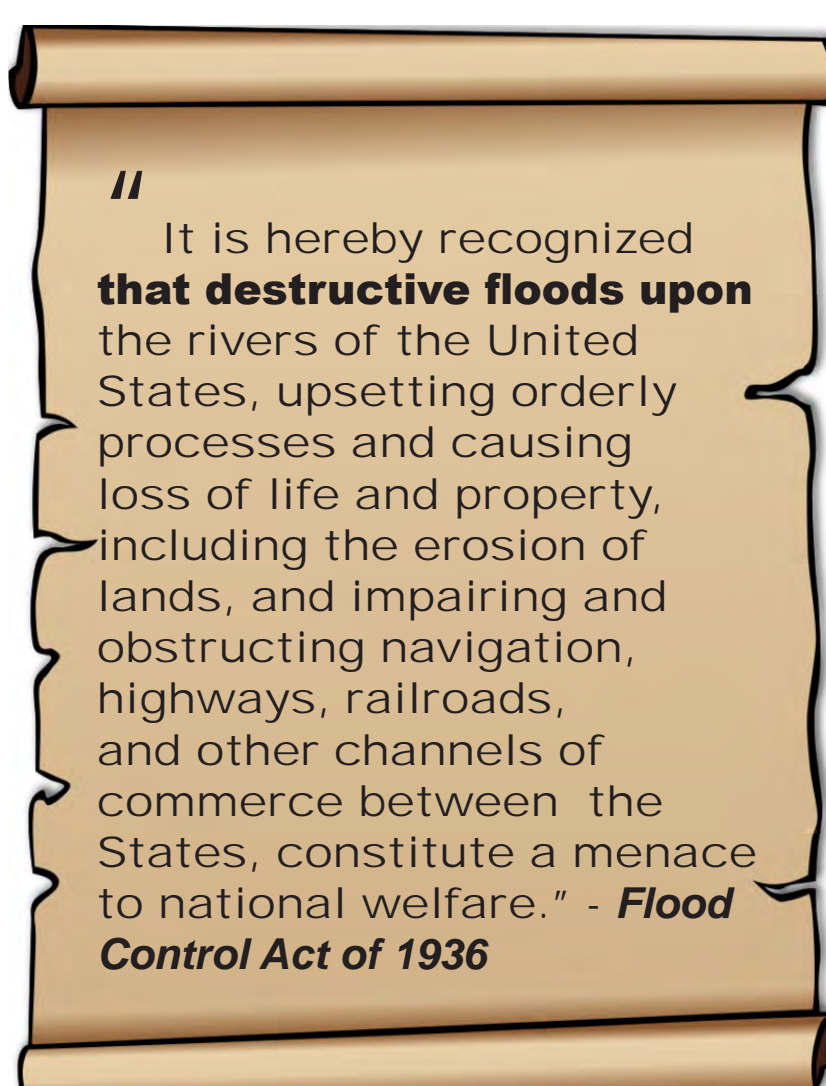 "
It is hereby recognized
that destructive floods upon
the rivers of the United
States, upsetting orderly
processes and causing
loss of life and property,
including the erosion of
lands, and impairing and
obstructing navigation,
highways, railroads,
and other channels of
commerce between  the
States, constitute a menace
to national welfare." - Flood
Control Act of 1936